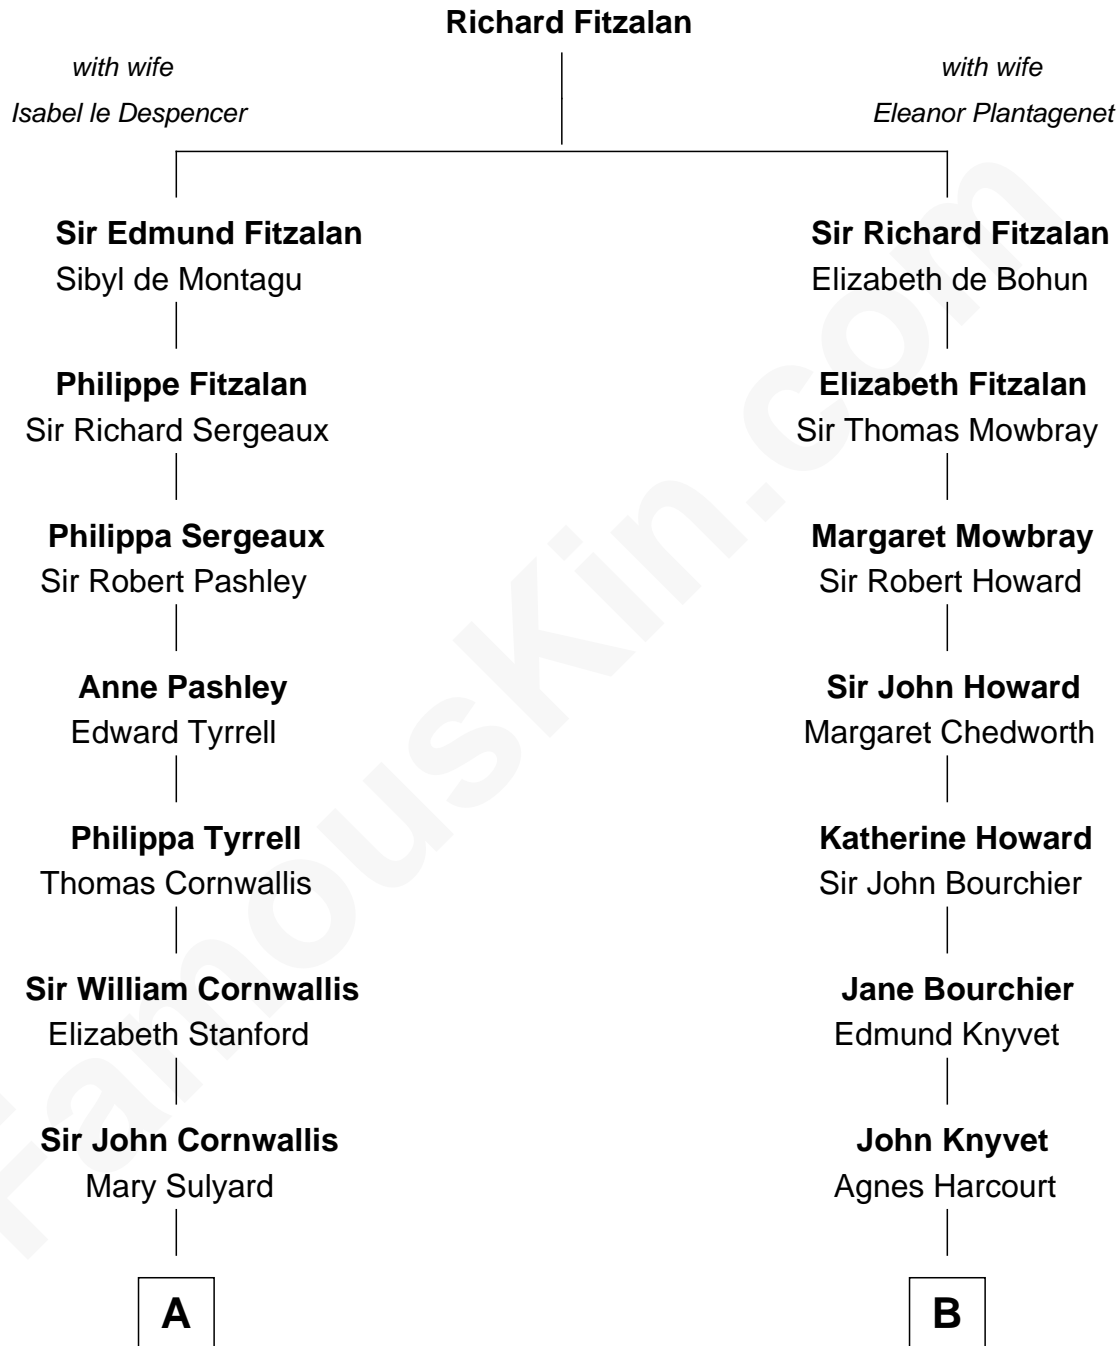 Richard Fitzalan
with wife
Isabel le Despencer
with wife
Eleanor Plantagenet
Sir Edmund Fitzalan
Sibyl de Montagu
Sir Richard Fitzalan
Elizabeth de Bohun
Philippe Fitzalan
Sir Richard Sergeaux
Elizabeth Fitzalan
Sir Thomas Mowbray
Philippa Sergeaux
Sir Robert Pashley
Margaret Mowbray
Sir Robert Howard
Anne Pashley
Edward Tyrrell
Sir John Howard
Margaret Chedworth
Philippa Tyrrell
Thomas Cornwallis
Katherine Howard
Sir John Bourchier
Sir William Cornwallis
Elizabeth Stanford
Jane Bourchier
Edmund Knyvet
Sir John Cornwallis
Mary Sulyard
John Knyvet
Agnes Harcourt
A
B
FamousKin.com